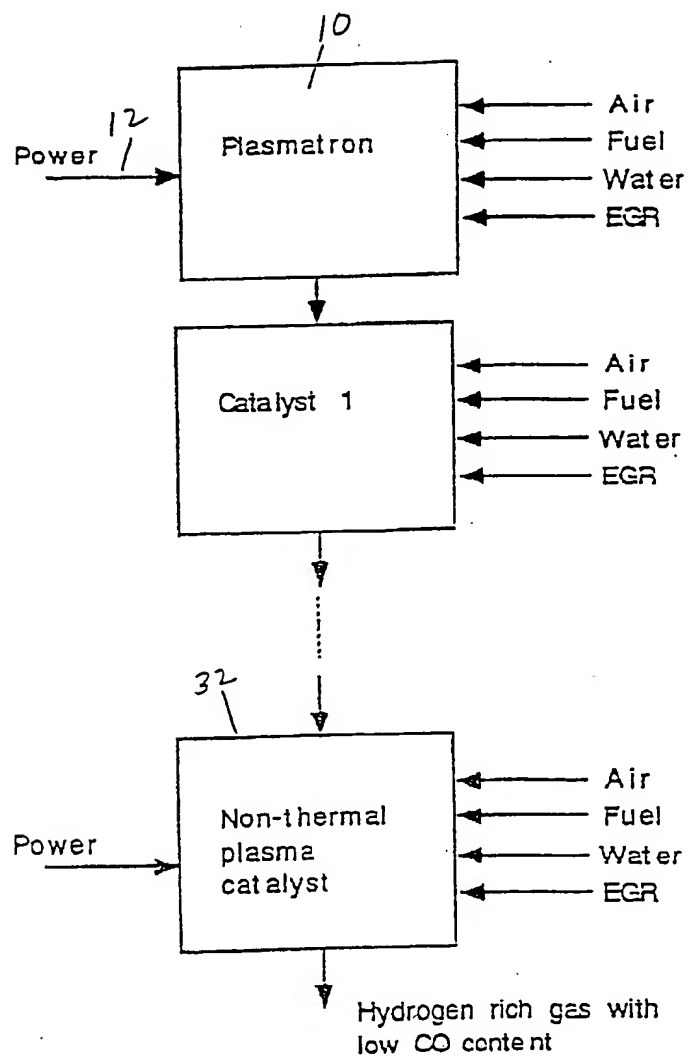 10
12
Power
Plasmatron
Air
Fuel
Water
EGR
Catalyst 1
Air
Fuel
Water
EGR
32
Power
Non-thermal
plasma
catalyst
Air
Fuel
Water
EGR
Hydrogen rich gas with
low CO content